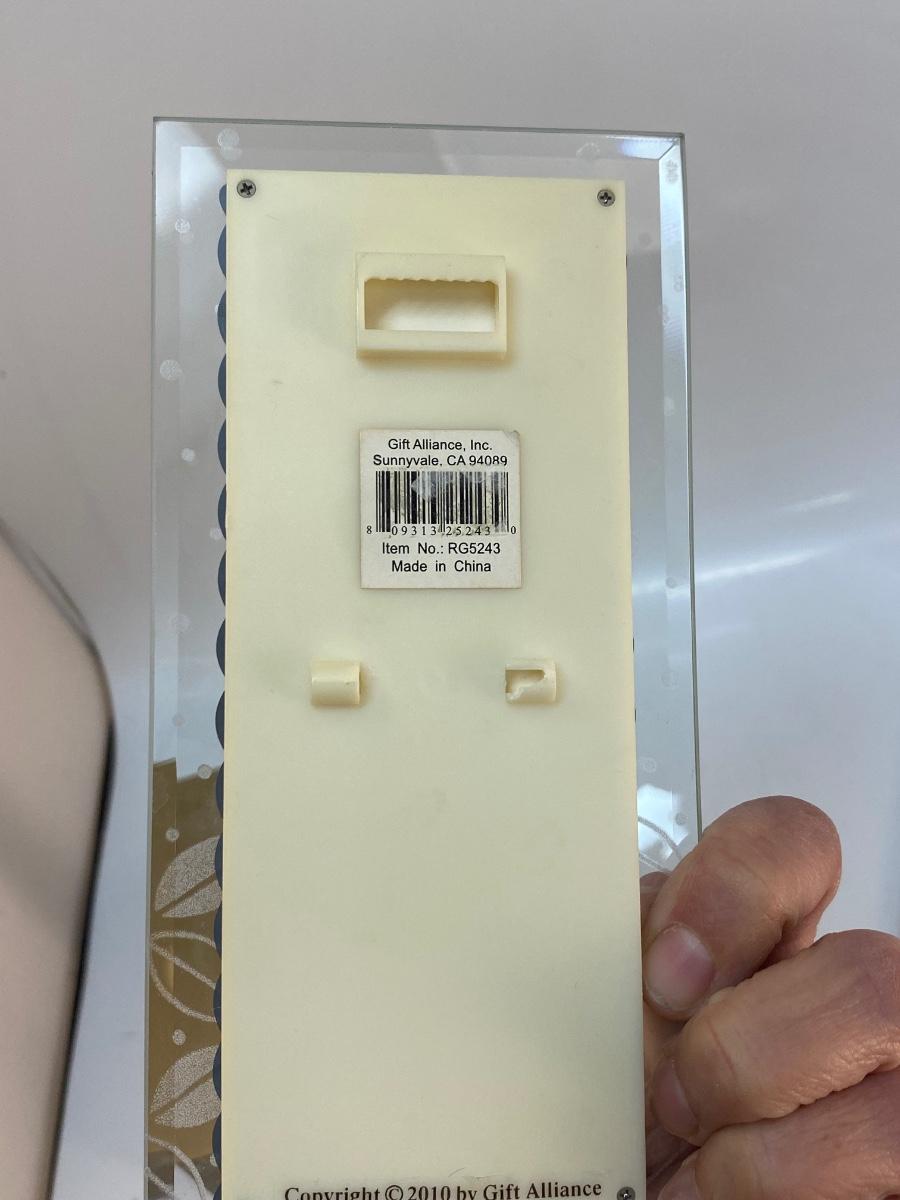 Gift Alliance, Inc.
Sunnyvale, CA 94089
8 09313 25243 0
Item No.: RG5243
Made in China
Copyright © 2010 by Gift Alliance